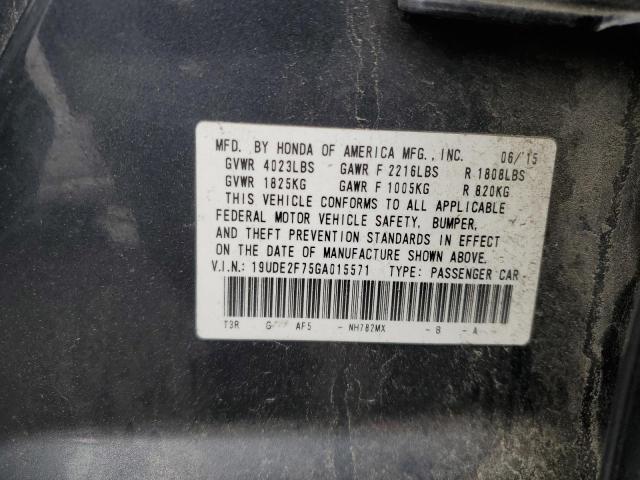 MFD. BY HONDA OF AMERICA MFG., INC. 06/'15
GVWR 4023LBS GAWR F 2216LBS R 1808LBS
GVWR 1825KG GAWR F 1005KG R 820KG
THIS VEHICLE CONFORMS TO ALL APPLICABLE
FEDERAL MOTOR VEHICLE SAFETY, BUMPER,
AND THEFT PREVENTION STANDARDS IN EFFECT
ON THE DATE OF MANUFACTURE SHOWN ABOVE.
V.I.N.: 19UDE2F75GA015571 TYPE: PASSENGER CAR
T3R G AF5 - NH782MX - B - A